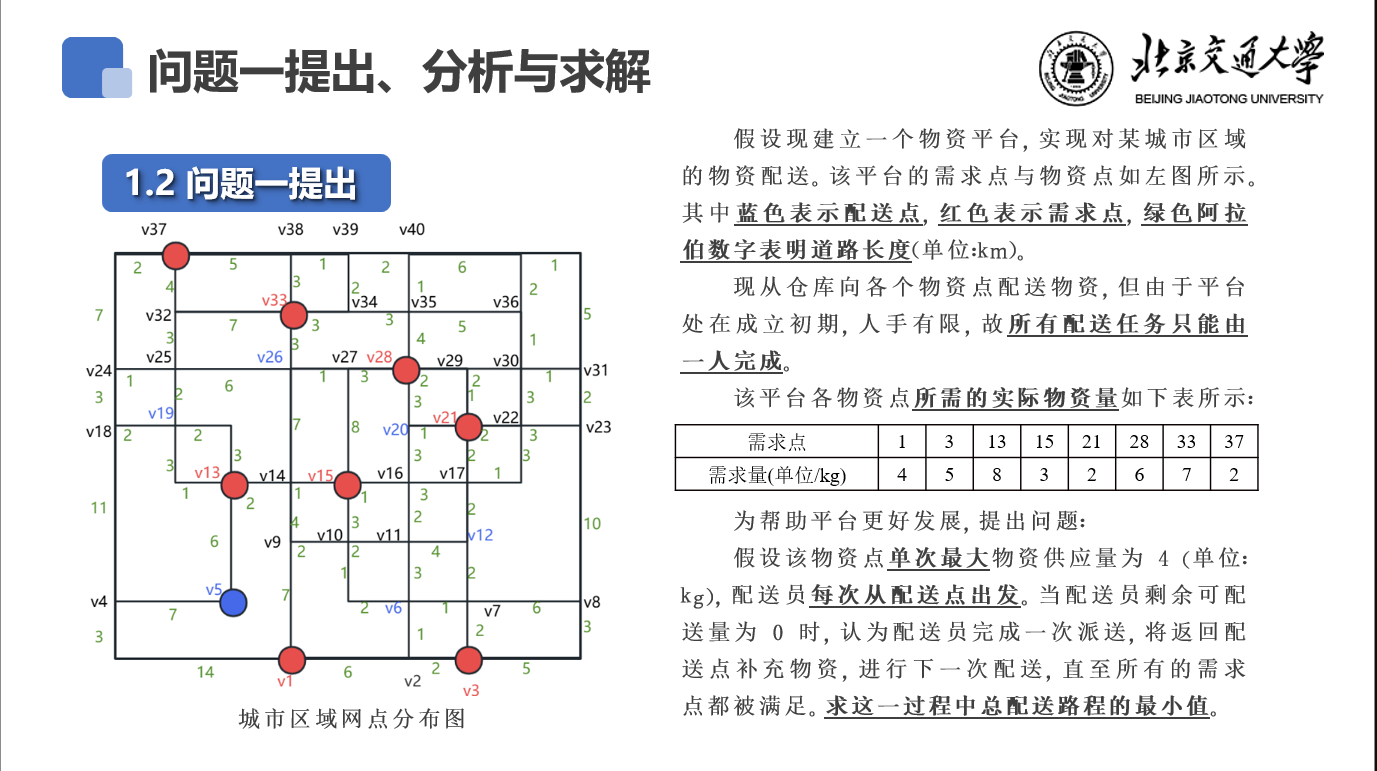 问题一提出、分析与求解
北京交通大学
BEIJING JIAOTONG UNIVERSITY
1.2 问题一提出
假设现建立一个物资平台,实现对某城市区域
的物资配送。该平台的需求点与物资点如左图所示。
其中蓝色表示配送点,红色表示需求点,绿色阿拉
伯数字表明道路长度(单位:km)。
现从仓库向各个物资点配送物资,但由于平台
处在成立初期,人手有限,故所有配送任务只能由
一人完成。
该平台各物资点所需的实际物资量如下表所示:
需求点 1 3 13 15 21 28 33 37
需求量(单位/kg) 4 5 8 3 2 6 7 2
为帮助平台更好发展,提出问题:
假设该物资点单次最大物资供应量为 4 (单位:
kg),配送员每次从配送点出发。当配送员剩余可配
送量为 0 时,认为配送员完成一次派送,将返回配
送点补充物资,进行下一次配送,直至所有的需求
点都被满足。求这一过程中总配送路程的最小值。
v37 v38 v39 v40
2 5 1 2 6 1
4 3 2 1 2
v33 v34 v35 v36
v32 7 3 3 5 5
7
3 3 4 1
v25 v26 v27 v28 v29 v30
v24 v31
1 6 1 3 2 2 1
3 2 3 1 3 2
v19 7 8 v21 v22
v18 2 2 v20 1 2 3 v23
3 3 3 2 3
v13 v14 v15 v16 v17 1
1 2 1 1 3
11 4 3 2 2 10
6 v9 v10 v11 v12
2 2 4
v5 1 3 2
v4 7 7 2 v6 1 v7 6 v8
3 1 2 3
14 v1 6 v2 2 v3 5
城市区域网点分布图